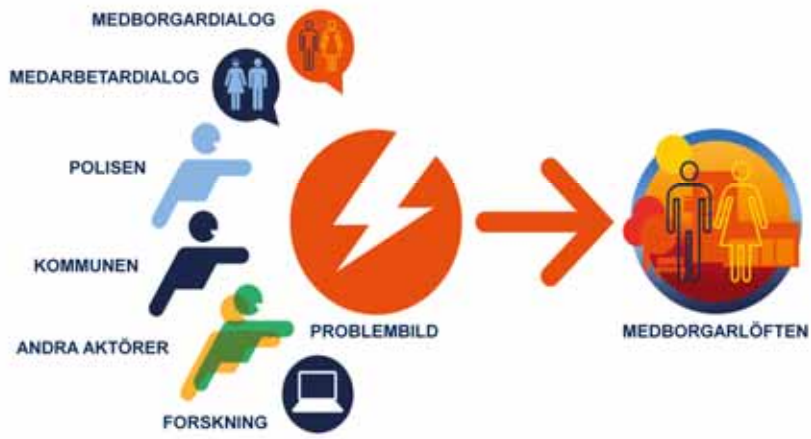 MEDBORGARDIALOG
MEDARBETARDIALOG
POLISEN
KOMMUNEN
ANDRA AKTÖRER
FORSKNING
PROBLEMBILD
MEDBORGARLÖFTEN